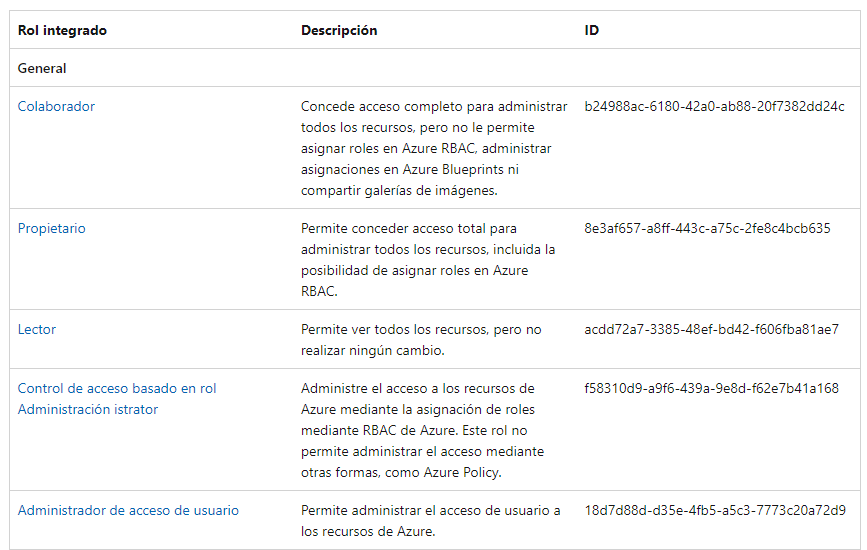 Rol integrado Descripción ID
General
Colaborador Concede acceso completo para administrar b24988ac-6180-42a0-ab88-20f7382dd24c
todos los recursos, pero no le permite
asignar roles en Azure RBAC, administrar
asignaciones en Azure Blueprints ni
compartir galerías de imágenes.
Propietario Permite conceder acceso total para 8e3af657-a8ff-443c-a75c-2fe8c4bcb635
administrar todos los recursos, incluida la
posibilidad de asignar roles en Azure
RBAC.
Lector Permite ver todos los recursos, pero no acdd72a7-3385-48ef-bd42-f606fba81ae7
realizar ningún cambio.
Control de acceso basado en rol Administre el acceso a los recursos de f58310d9-a9f6-439a-9e8d-f62e7b41a168
Administración istrator Azure mediante la asignación de roles
mediante RBAC de Azure. Este rol no
permite administrar el acceso mediante
otras formas, como Azure Policy.
Administrador de acceso de usuario Permite administrar el acceso de usuario a 18d7d88d-d35e-4fb5-a5c3-7773c20a72d9
los recursos de Azure.